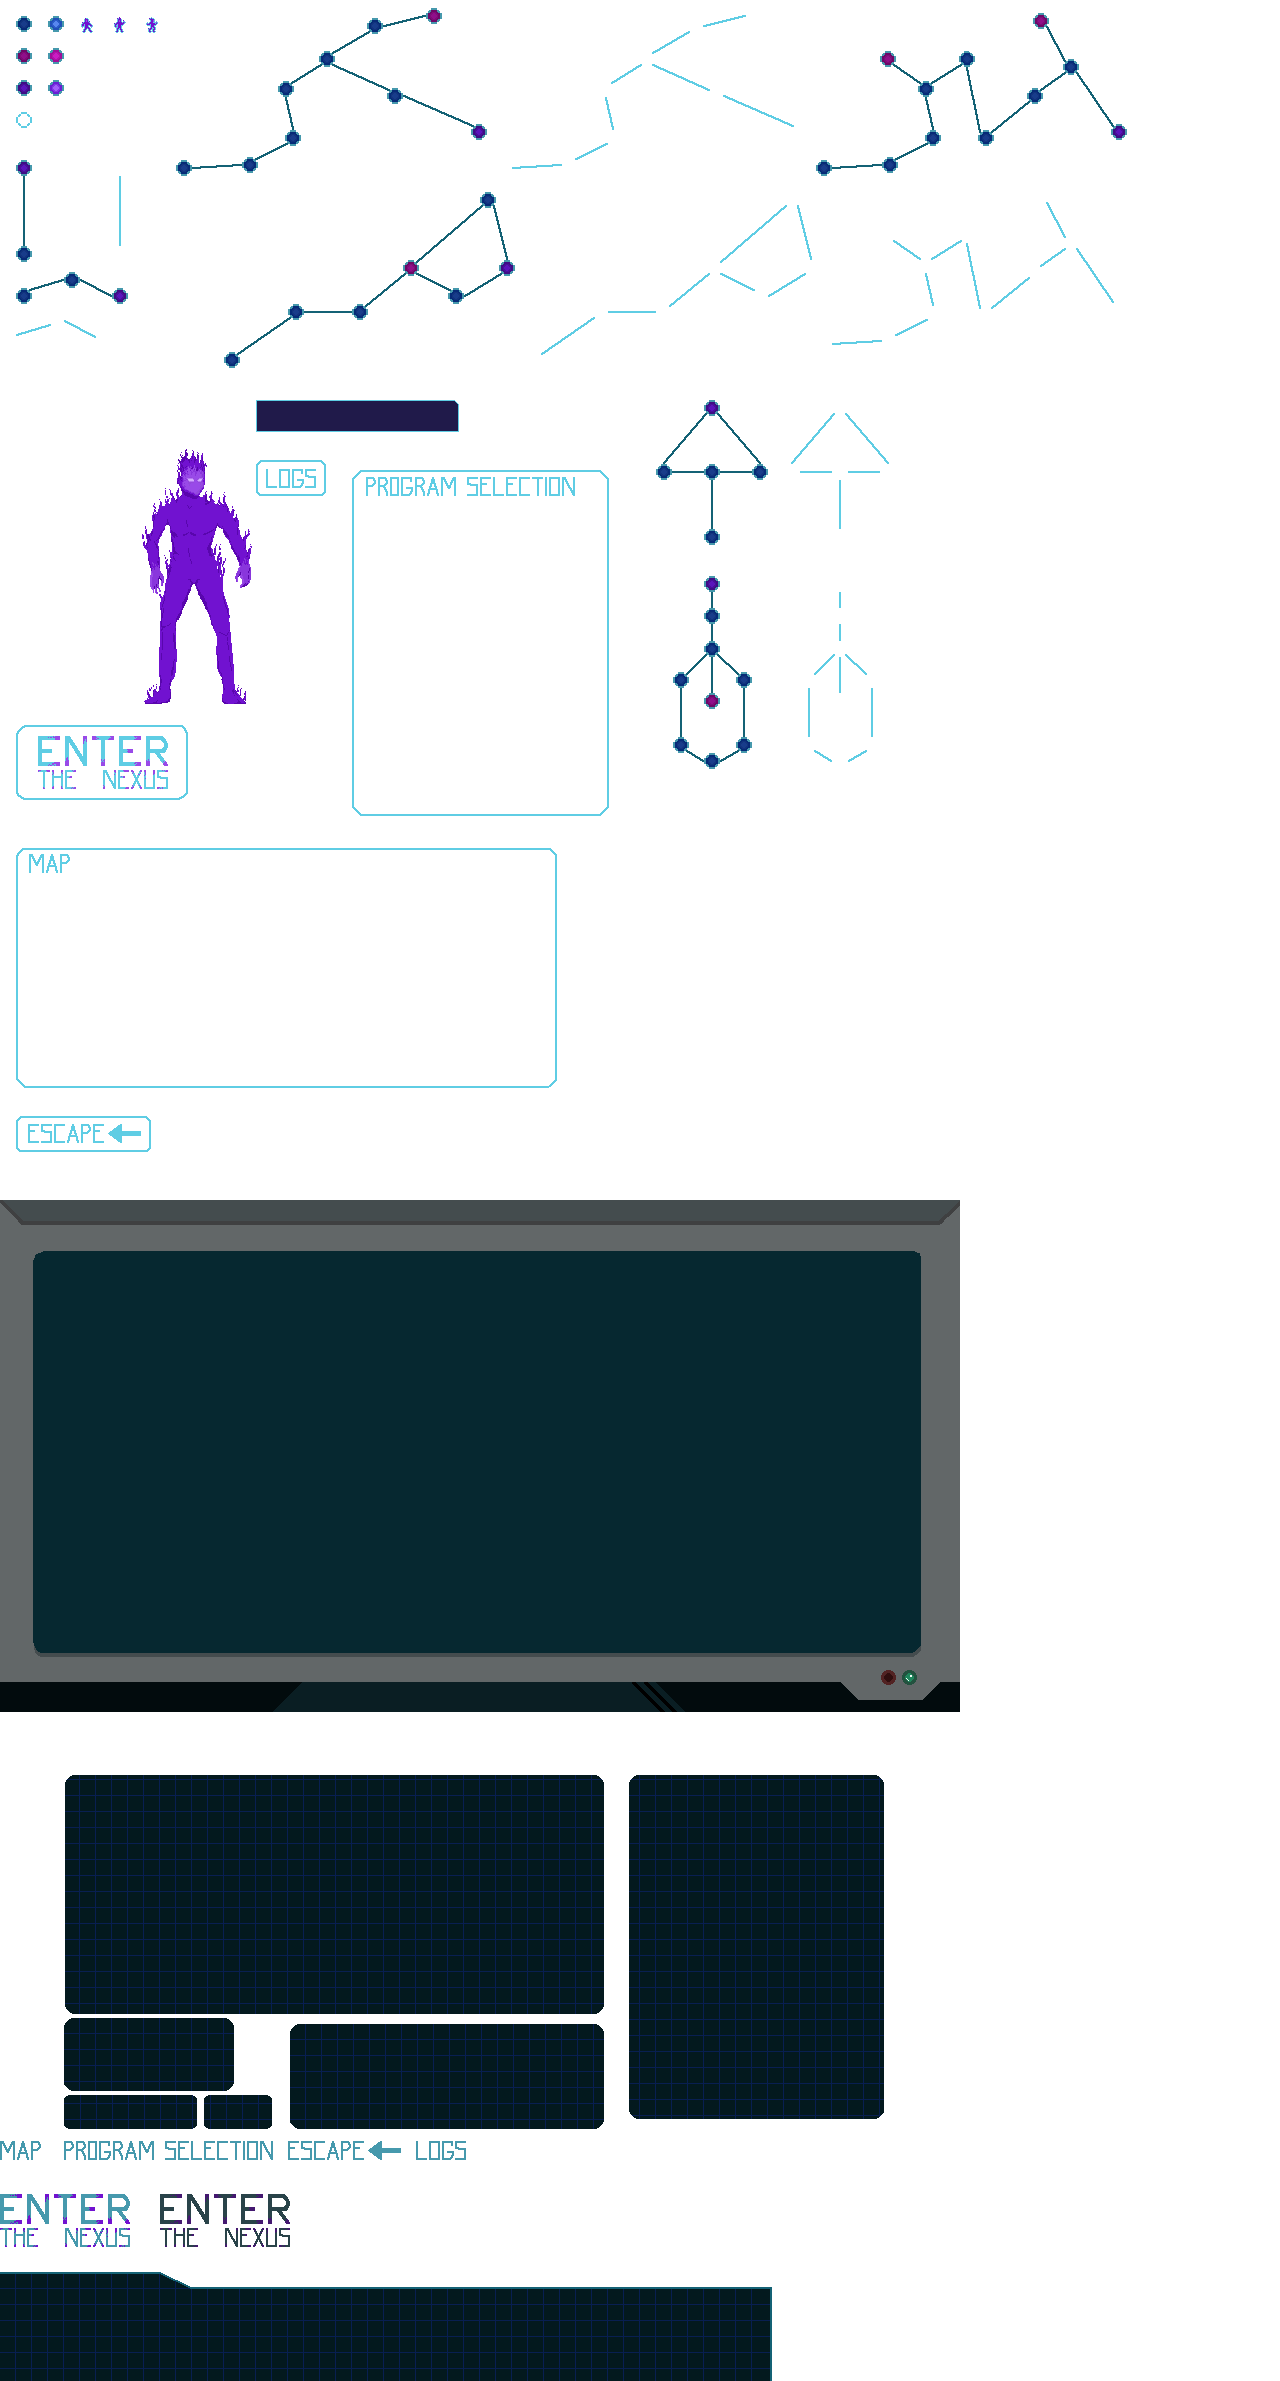 LOGS
PROGRAM SELECTION
ENTER
THE NEXUS
MAP
ESCAPE
MAP PROGRAM SELECTION ESCAPE LOGS
ENTER ENTER
THE NEXUS THE NEXUS